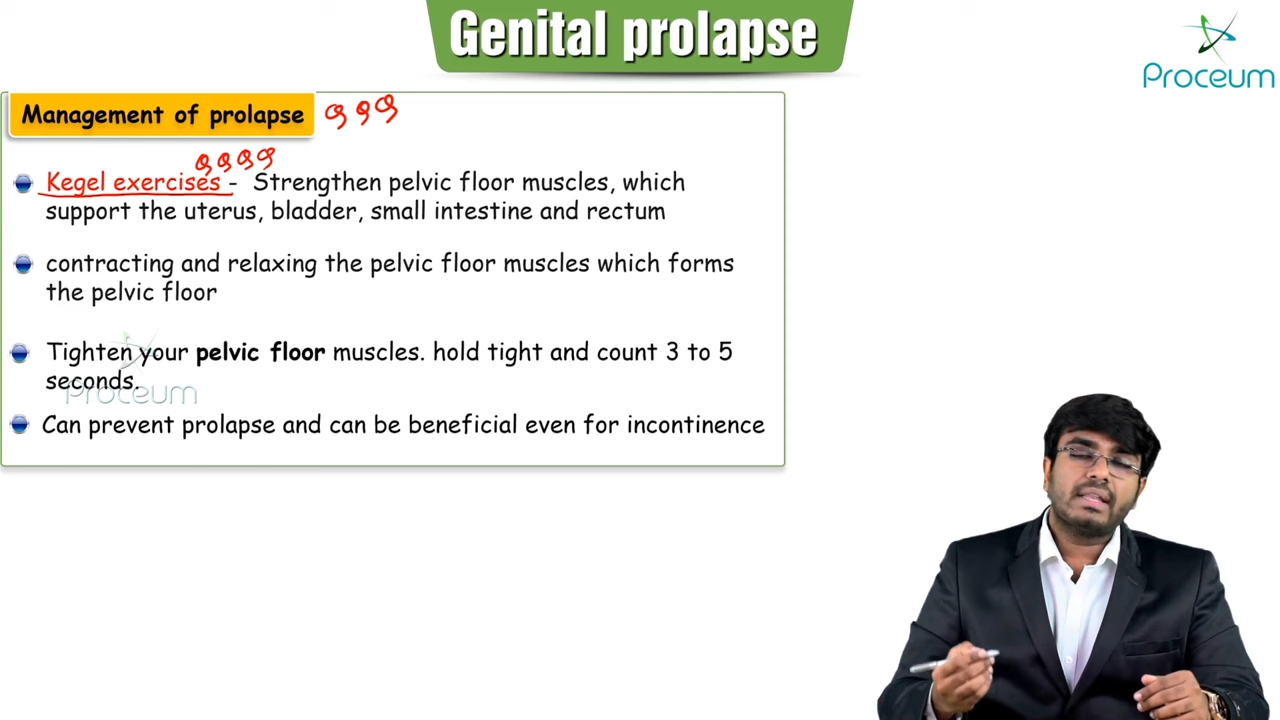 Genital prolapse
Proceum
Management of prolapse
Kegel exercises - Strengthen pelvic floor muscles, which
support the uterus, bladder, small intestine and rectum
contracting and relaxing the pelvic floor muscles which forms
the pelvic floor
Tighten your pelvic floor muscles. hold tight and count 3 to 5
seconds.
Proceum
Can prevent prolapse and can be beneficial even for incontinence